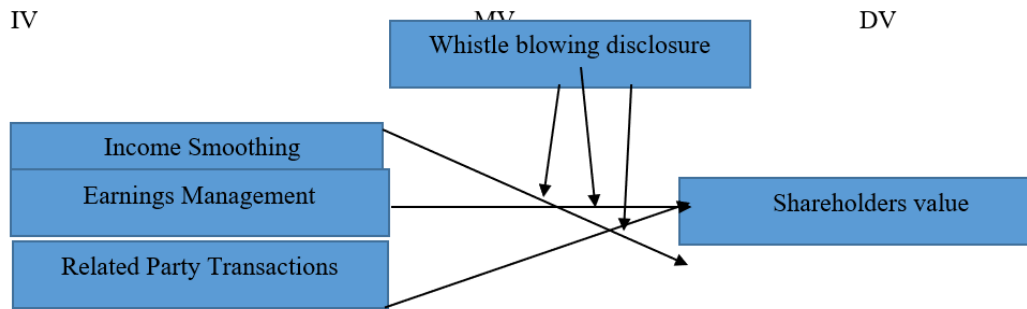 IV
MV
DV
Whistle blowing disclosure
Income Smoothing
Earnings Management
Shareholders value
Related Party Transactions